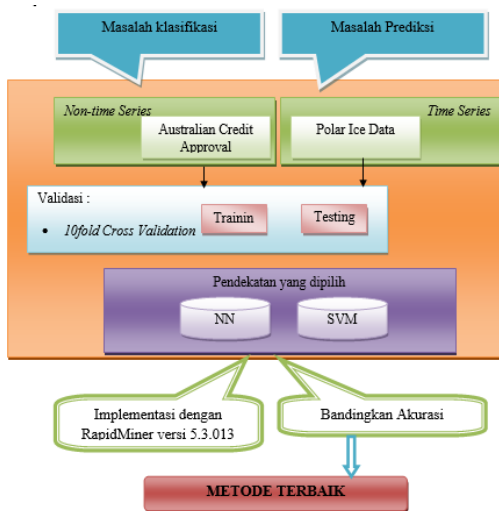 Masalah klasifikasi
Masalah Prediksi
Non-time Series
Australian Credit
Approval
Time Series
Polar Ice Data
Validasi :
• 10fold Cross Validation
Trainin
Testing
Pendekatan yang dipilih
NN
SVM
Implementasi dengan
RapidMiner versi 5.3.013
Bandingkan Akurasi
METODE TERBAIK